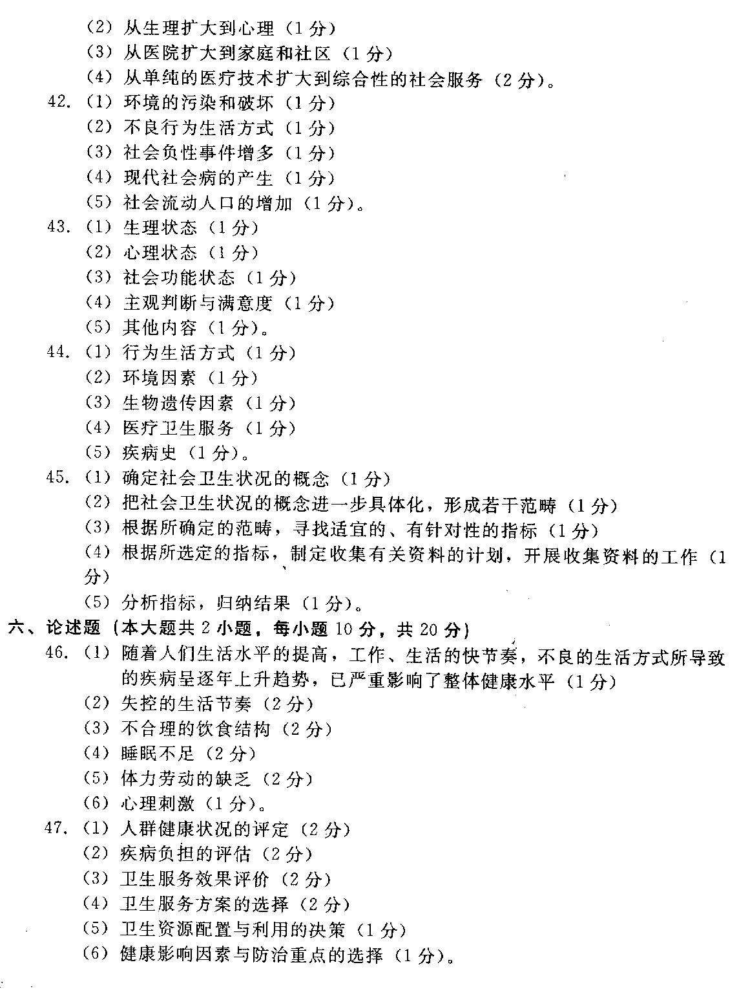 （2）从生理扩大到心理（1 分）
（3）从医院扩大到家庭和社区（1 分）
（4）从单纯的医疗技术扩大到综合性的社会服务（2 分）。
42.（1）环境的污染和破坏（1 分）
（2）不良行为生活方式（1 分）
（3）社会负性事件增多（1 分）
（4）现代社会病的产生（1 分）
（5）社会流动人口的增加（1 分）。
43.（1）生理状态（1 分）
（2）心理状态（1 分）
（3）社会功能状态（1 分）
（4）主观判断与满意度（1 分）
（5）其他内容（1 分）。
44.（1）行为生活方式（1 分）
（2）环境因素（1 分）
（3）生物遗传因素（1 分）
（4）医疗卫生服务（1 分）
（5）疾病史（1 分）。
45.（1）确定社会卫生状况的概念（1 分）
（2）把社会卫生状况的概念进一步具体化，形成若干范畴（1 分）
（3）根据所确定的范畴，寻找适宜的、有针对性的指标（1 分）
（4）根据所选定的指标，制定收集有关资料的计划，开展收集资料的工作（1
分）
（5）分析指标，归纳结果（1 分）。
六、论述题（本大题共 2 小题，每小题 10 分，共 20 分）
46.（1）随着人们生活水平的提高，工作、生活的快节奏，不良的生活方式所导致
的疾病呈逐年上升趋势，已严重影响了整体健康水平（1 分）
（2）失控的生活节奏（2 分）
（3）不合理的饮食结构（2 分）
（4）睡眠不足（2 分）
（5）体力劳动的缺乏（2 分）
（6）心理刺激（1 分）。
47.（1）人群健康状况的评定（2 分）
（2）疾病负担的评估（2 分）
（3）卫生服务效果评价（2 分）
（4）卫生服务方案的选择（2 分）
（5）卫生资源配置与利用的决策（1 分）
（6）健康影响因素与防治重点的选择（1 分）。